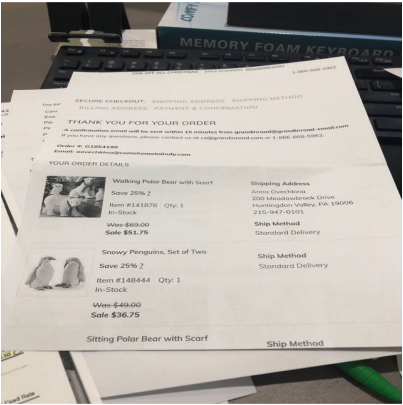 MEMORY FOAM KEYBOARD
1-866-668-5962
SECURE CHECKOUT: SHIPPING ADDRESS SHIPPING METHOD
BILLING ADDRESS PAYMENT & CONFIRMATION
THANK YOU FOR YOUR ORDER
A confirmation email will be sent within 15 minutes from grandinroad@grandinroad-email.com
If you have any questions, please contact us at cs@grandinroad.com or 1-866-668-5962.
Order #: G1854199
Email:
YOUR ORDER DETAILS
Walking Polar Bear with Scarf
Save 25% ?
Item #141878 Qty: 1
In-Stock
Was $69.00
Sale $51.75
Shipping Address
Anna Ovechkina
200 Meadowbrook Drive
Huntingdon Valley, PA 19006
215-947-0101
Ship Method
Standard Delivery
Snowy Penguins, Set of Two
Save 25% ?
Item #148444 Qty: 1
In-Stock
Was $49.00
Sale $36.75
Ship Method
Standard Delivery
Sitting Polar Bear with Scarf
Ship Method